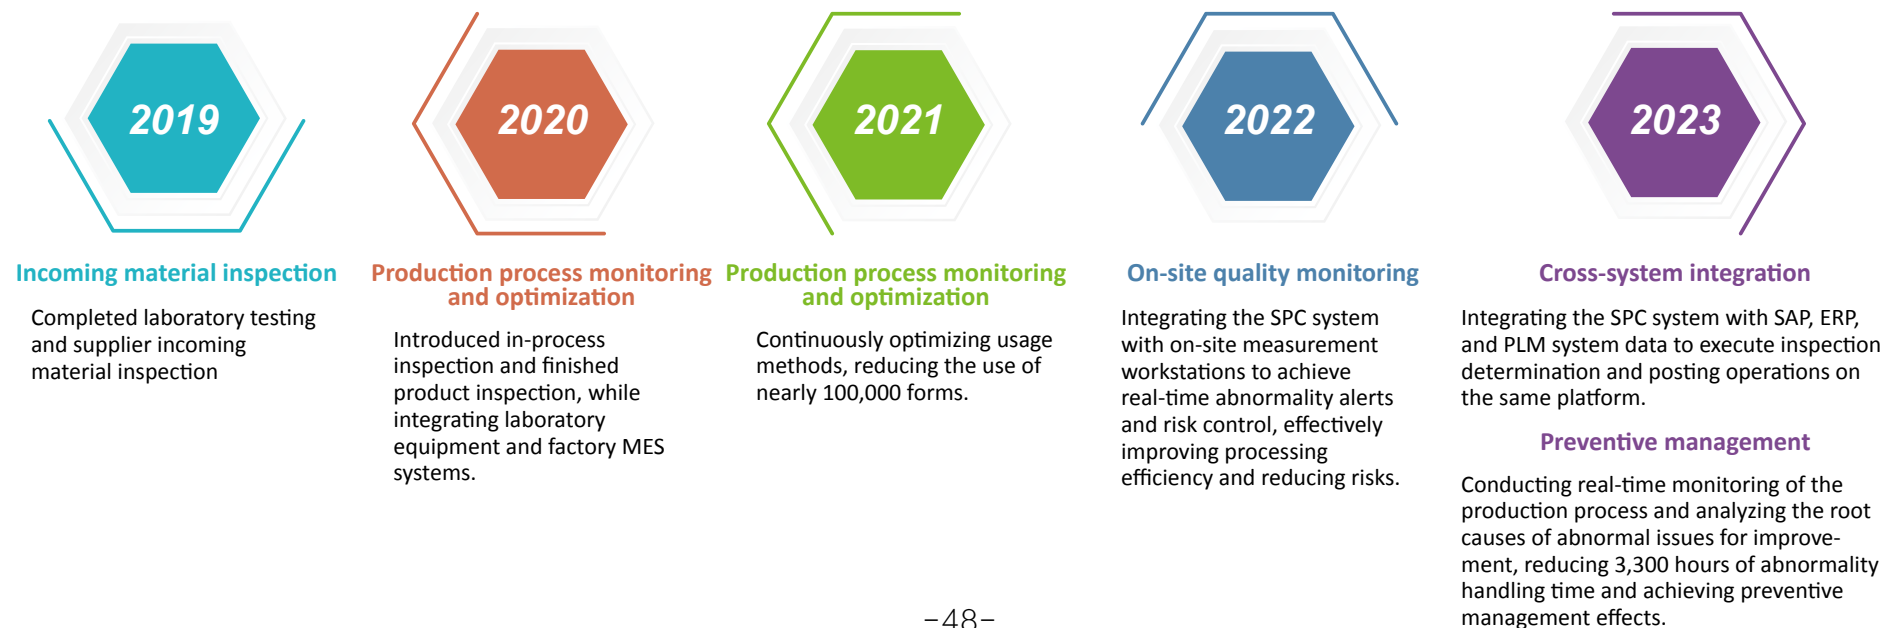 2019
Incoming material inspection
Completed laboratory testing
and supplier incoming
material inspection
2020
Production process monitoring
and optimization
Introduced in-process
inspection and finished
product inspection, while
integrating laboratory
equipment and factory MES
systems.
2021
Production process monitoring
and optimization
Continuously optimizing usage
methods, reducing the use of
nearly 100,000 forms.
2022
On-site quality monitoring
Integrating the SPC system
with on-site measurement
workstations to achieve
real-time abnormality alerts
and risk control, effectively
improving processing
efficiency and reducing risks.
2023
Cross-system integration
Integrating the SPC system with SAP, ERP,
and PLM system data to execute inspection
determination and posting operations on
the same platform.
Preventive management
Conducting real-time monitoring of the
production process and analyzing the root
causes of abnormal issues for improve-
ment, reducing 3,300 hours of abnormality
handling time and achieving preventive
management effects.
-48-